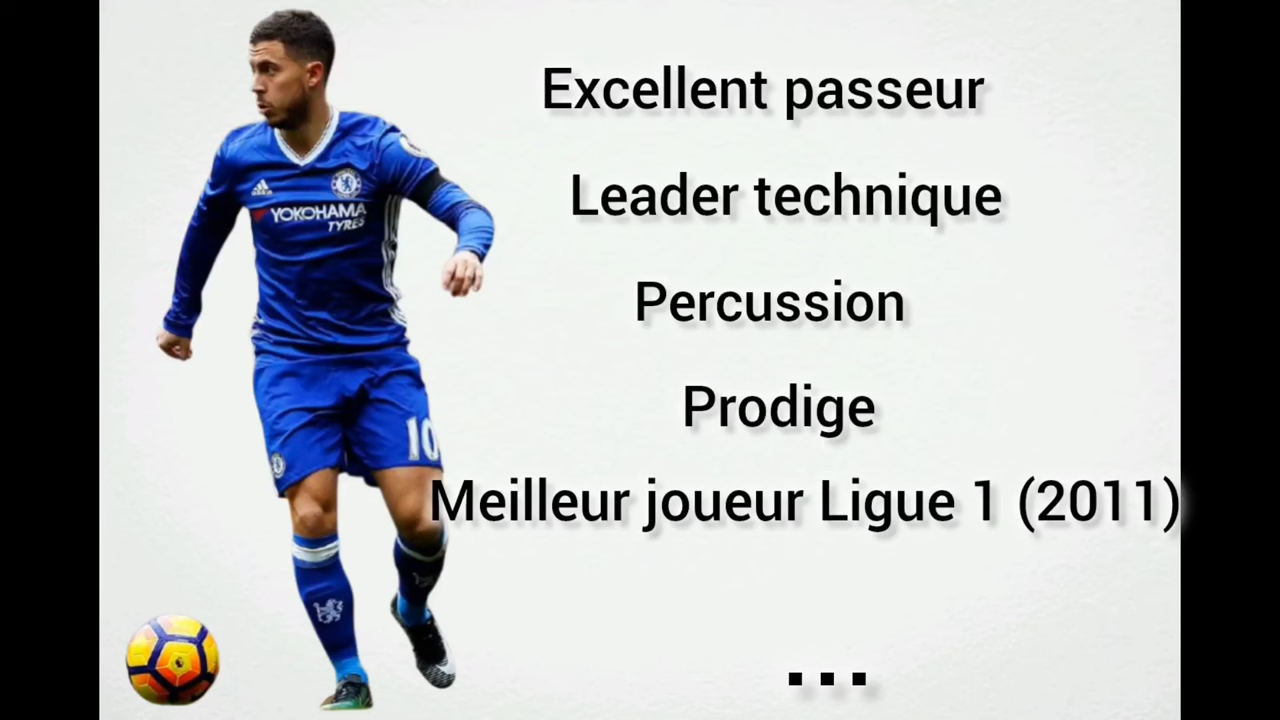 Excellent passeur
Leader technique
YOKOHAMA
TYRES
Percussion
Prodige
10
Meilleur joueur Ligue 1 (2011)
...